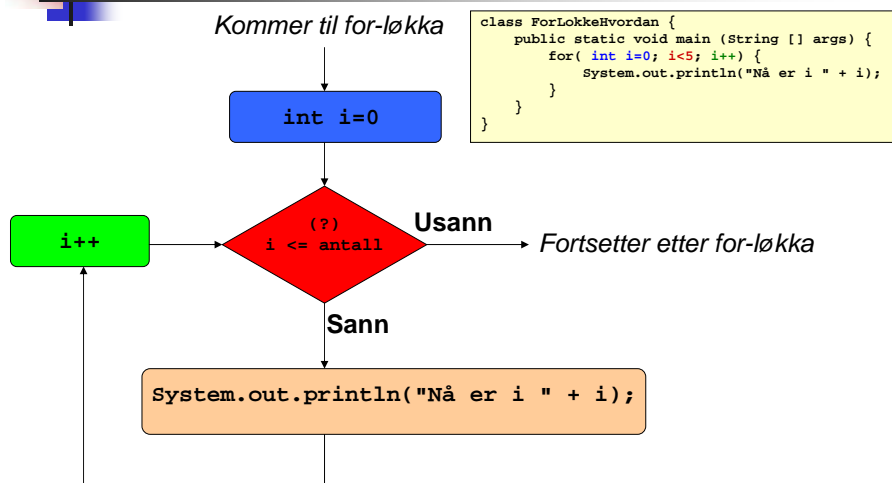 Kommer til for-løkka
class ForLokkeHvordan {
public static void main (String [] args) {
for( int i=0; i<5; i++) {
System.out.println("Nå er i " + i);
}
}
}
int i=0
(?)
i <= antall
Usann
i++
Fortsetter etter for-løkka
Sann
System.out.println("Nå er i " + i);